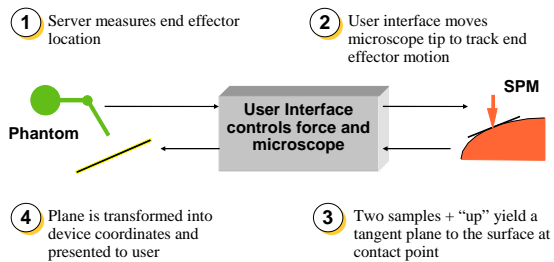 1 Server measures end effector
location
2 User interface moves
microscope tip to track end
effector motion
SPM
User Interface
controls force and
microscope
Phantom
4 Plane is transformed into
device coordinates and
presented to user
3 Two samples + “up” yield a
tangent plane to the surface at
contact point